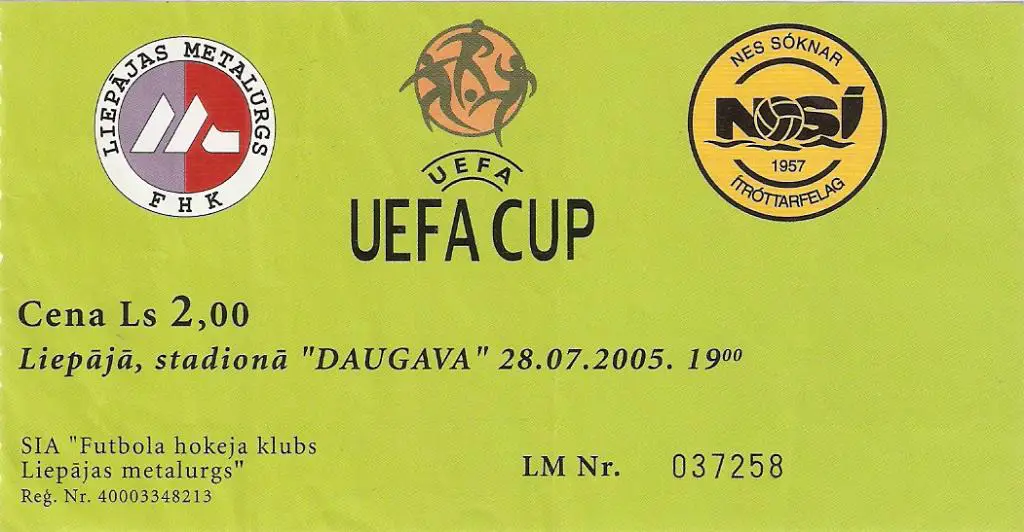 LIEPĀJAS METALURGS
FHK
UEFA
UEFA CUP
NES SÓKNAR
NSÍ
1957
ÍTRÓTTARFELAG
Cena Ls 2,00
Liepājā, stadionā "DAUGAVA" 28.07.2005. 19⁰⁰
SIA "Futbola hokeja klubs
Liepājas metalurgs"
Reģ. Nr. 40003348213
LM Nr. 037258